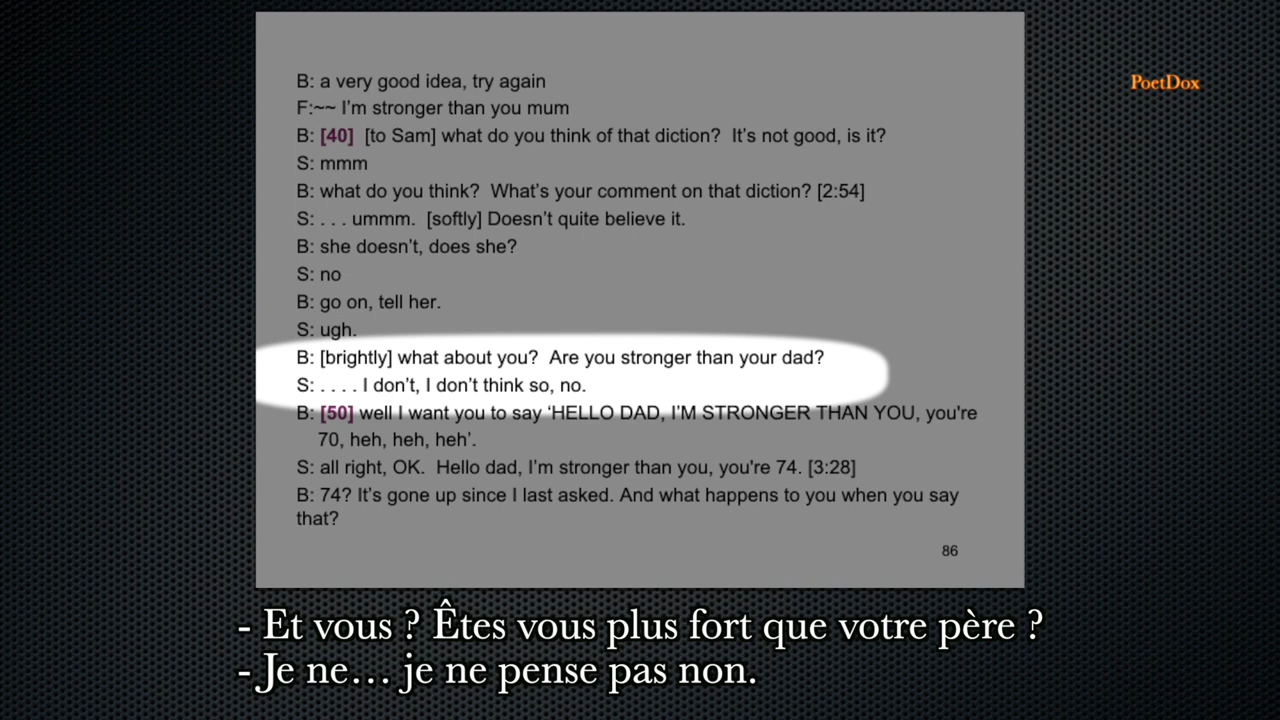 PoetDox
B: a very good idea, try again
F:~~ I'm stronger than you mum
B: [40]  [to Sam] what do you think of that diction?  It's not good, is it?
S: mmm
B: what do you think?  What's your comment on that diction? [2:54]
S: . . . ummm.  [softly] Doesn't quite believe it.
B: she doesn't, does she?
S: no
B: go on, tell her.
S: ugh.
B: [brightly] what about you?  Are you stronger than your dad?
S: . . . . I don't, I don't think so, no.
B: [50] well I want you to say ‘HELLO DAD, I'M STRONGER THAN YOU, you're
70, heh, heh, heh’.
S: all right, OK.  Hello dad, I'm stronger than you, you're 74. [3:28]
B: 74? It's gone up since I last asked. And what happens to you when you say
that?
86
- Et vous ? Êtes vous plus fort que votre père ?
- Je ne… je ne pense pas non.